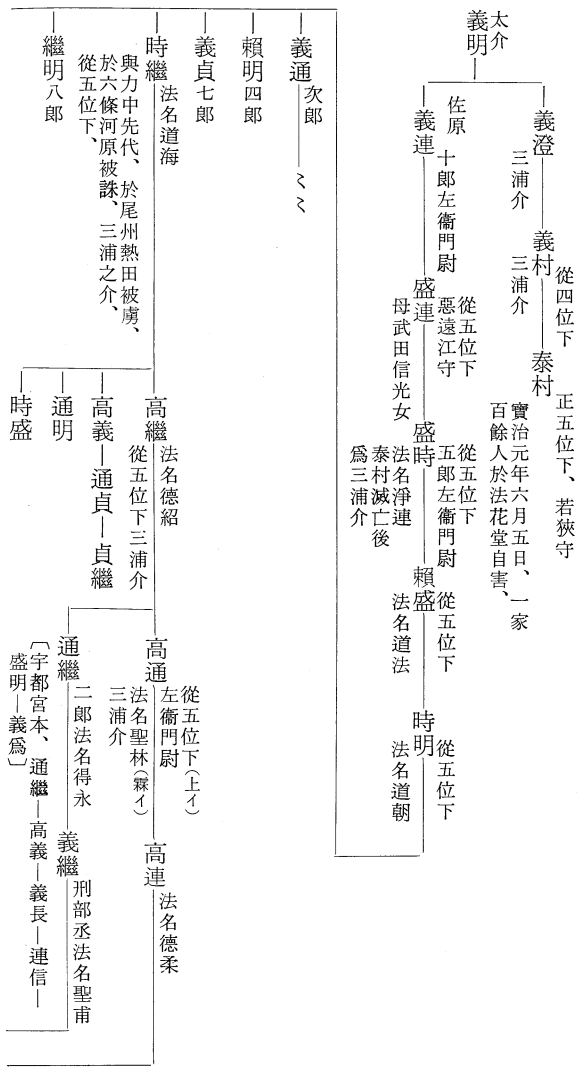 太介
義明
義澄
三浦介
義村
從四位下
三浦介
泰村
正五位下、若狹守
寶治元年六月五日、一家
百餘人於法花堂自害、
佐原
義連
十郎左衞門尉
盛連
從五位下
惡遠江守
母武田信光女
盛時
從五位下
五郎左衞門尉
法名淨連
泰村滅亡後
爲三浦介
賴盛
從五位下
法名道法
時明
從五位下
法名道朝
義通
次郎
賴明四郎
義貞七郎
時繼
法名道海
與力中先代、於尾州熱田被虜、
於六條河原被誅、三浦之介、
從五位下、
繼明八郎
高繼
法名德紹
從五位下三浦介
高義—通貞—貞繼
通明
時盛
高通
從五位下(上イ)
左衞門尉
法名聖林(霖イ)
三浦介
高連
法名德柔
通繼
二郎法名得永
義繼
刑部丞法名聖甫
〔宇都宮本、通繼—高義—義長—連信—
盛明—義爲〕